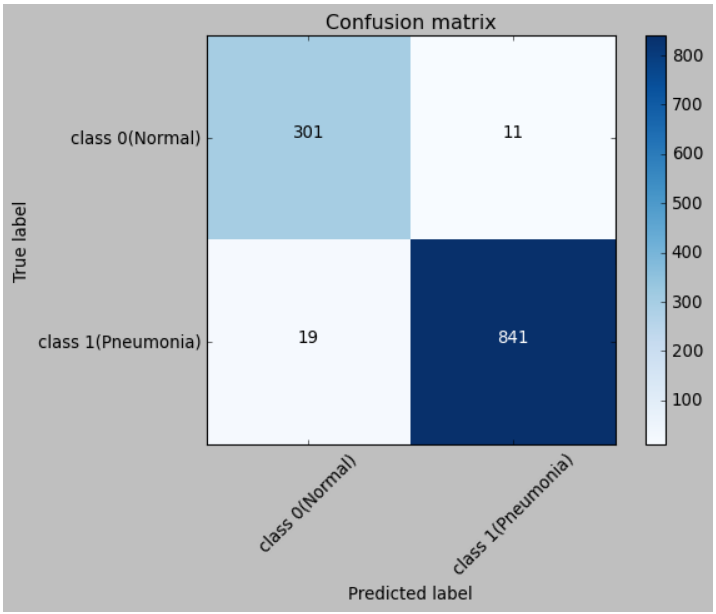 Confusion matrix
class 0(Normal)
301
11
class 1(Pneumonia)
19
841
True label
class 0(Normal)
class 1(Pneumonia)
Predicted label
800
700
600
500
400
300
200
100